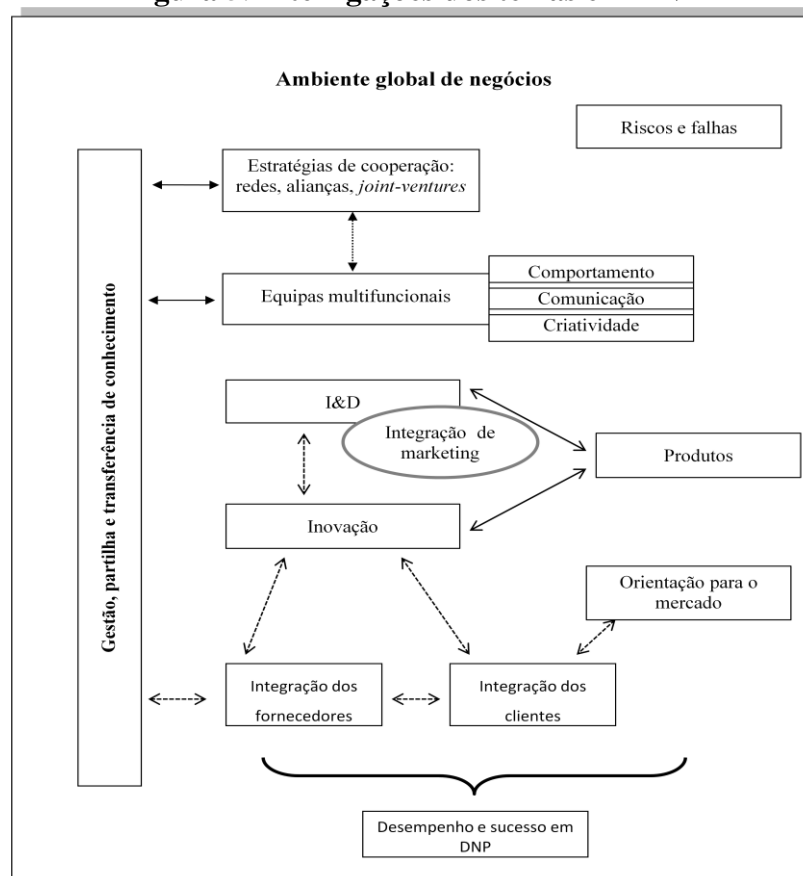 Ambiente global de negócios
Riscos e falhas
Estratégias de cooperação:
redes, alianças, joint-ventures
Equipas multifuncionais
Comportamento
Comunicação
Criatividade
Gestão, partilha e transferência de conhecimento
I&D
Integração de
marketing
Produtos
Inovação
Orientação para o
mercado
Integração dos
fornecedores
Integração dos
clientes
Desempenho e sucesso em
DNP